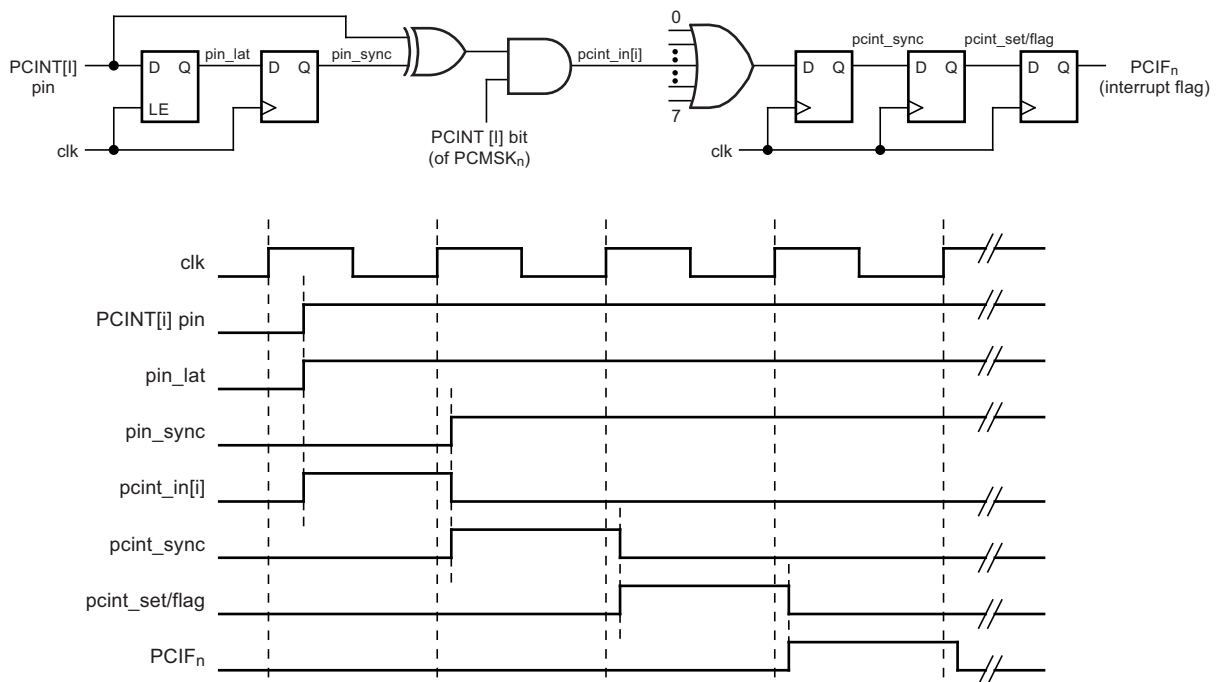 PCINT[I]
pin
clk
D Q
LE
pin_lat
D Q
pin_sync
PCINT [I] bit
(of PCMSKn)
pcint_in[i]
0
7
clk
D Q
pcint_sync
D Q
pcint_set/flag
D Q
PCIFn
(interrupt flag)
clk
PCINT[i] pin
pin_lat
pin_sync
pcint_in[i]
pcint_sync
pcint_set/flag
PCIFn